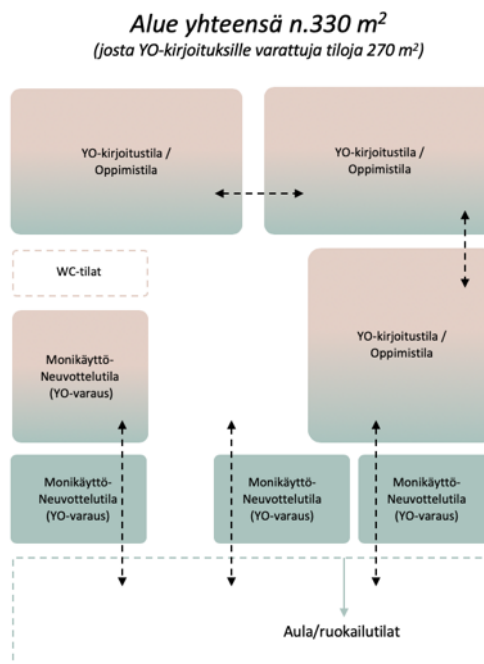 Alue yhteensä n.330 m²
(josta YO-kirjoituksille varattuja tiloja 270 m²)
YO-kirjoitustila /
Oppimistila
YO-kirjoitustila /
Oppimistila
WC-tilat
YO-kirjoitustila /
Oppimistila
Monikäyttö-
Neuvottelutila
(YO-varaus)
Monikäyttö-
Neuvottelutila
(YO-varaus)
Monikäyttö-
Neuvottelutila
(YO-varaus)
Monikäyttö-
Neuvottelutila
(YO-varaus)
Aula/ruokailutilat